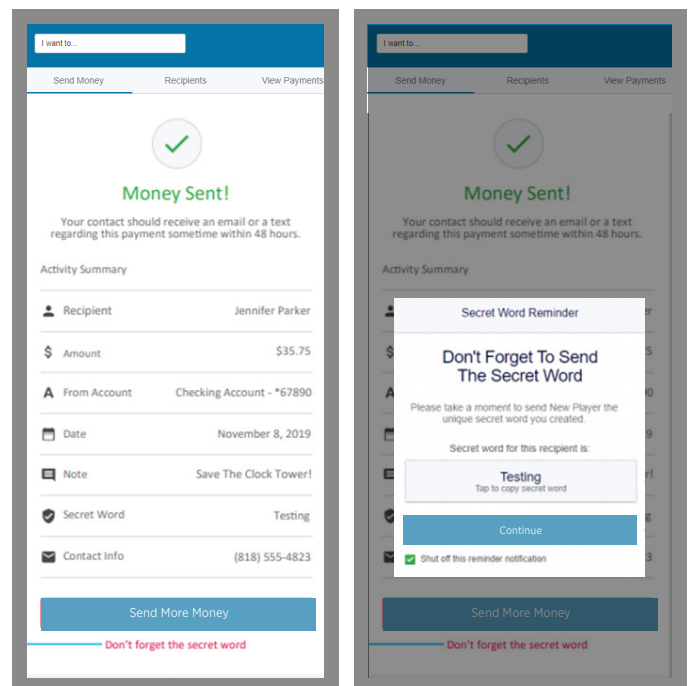 I want to...
Send Money Recipients View Payments
Money Sent!
Your contact should receive an email or a text
regarding this payment sometime within 48 hours.
Activity Summary
Recipient Jennifer Parker
$ Amount $35.75
A From Account Checking Account - *67890
Date November 8, 2019
Note Save The Clock Tower!
Secret Word Testing
Contact Info (818) 555-4823
Send More Money
Don't forget the secret word
I want to...
Send Money Recipients View Payments
Money Sent!
Your contact should receive an email or a text
regarding this payment sometime within 48 hours.
Activity Summary
er
$ 5
A 0
9
r!
g
3
Secret Word Reminder
Don't Forget To Send
The Secret Word
Please take a moment to send New Player the
unique secret word you created.
Secret word for this recipient is:
Testing
Tap to copy secret word
Continue
Shut off this reminder notification
Send More Money
Don't forget the secret word